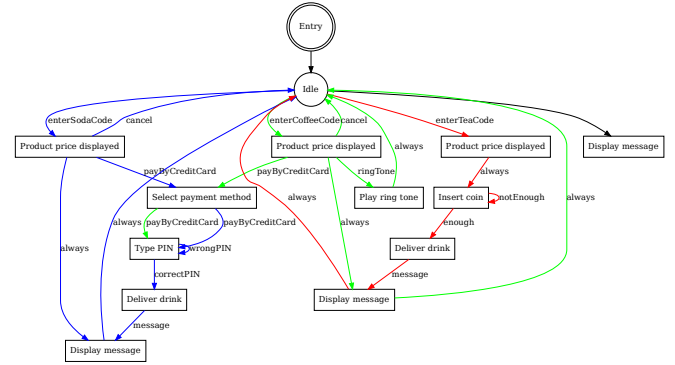 Entry
Idle
enterSodaCode
cancel
enterCoffeeCode
cancel
enterTeaCode
Product price displayed
Product price displayed
Product price displayed
Display message
payByCreditCard
payByCreditCard
ringTone
always
always
Select payment method
Play ring tone
Insert coin
notEnough
always
always
payByCreditCard
payByCreditCard
always
always
enough
always
Type PIN
wrongPIN
Deliver drink
correctPIN
message
Deliver drink
Display message
message
Display message